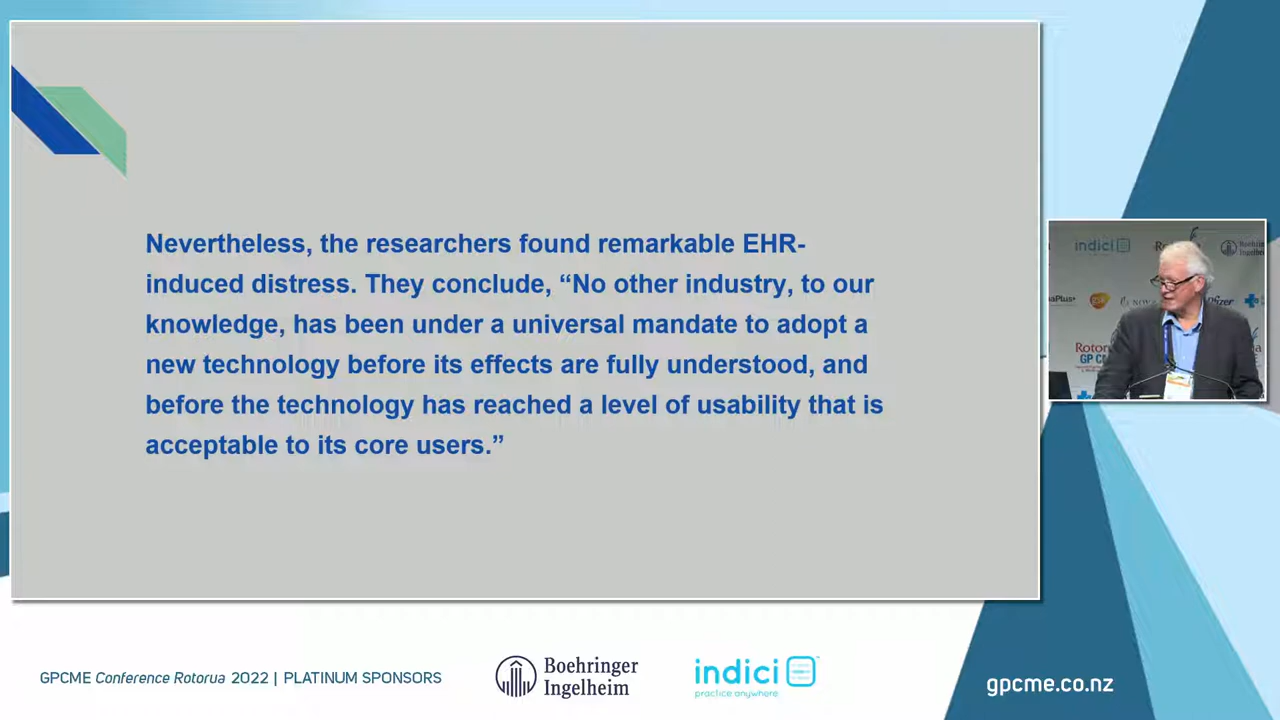 Nevertheless, the researchers found remarkable EHR-
induced distress. They conclude, “No other industry, to our
knowledge, has been under a universal mandate to adopt a
new technology before its effects are fully understood, and
before the technology has reached a level of usability that is
acceptable to its core users.”
indici
Rotorua
GP CME
GPCME Conference Rotorua 2022 | PLATINUM SPONSORS
Boehringer
Ingelheim
indici
practice anywhere
gpcme.co.nz